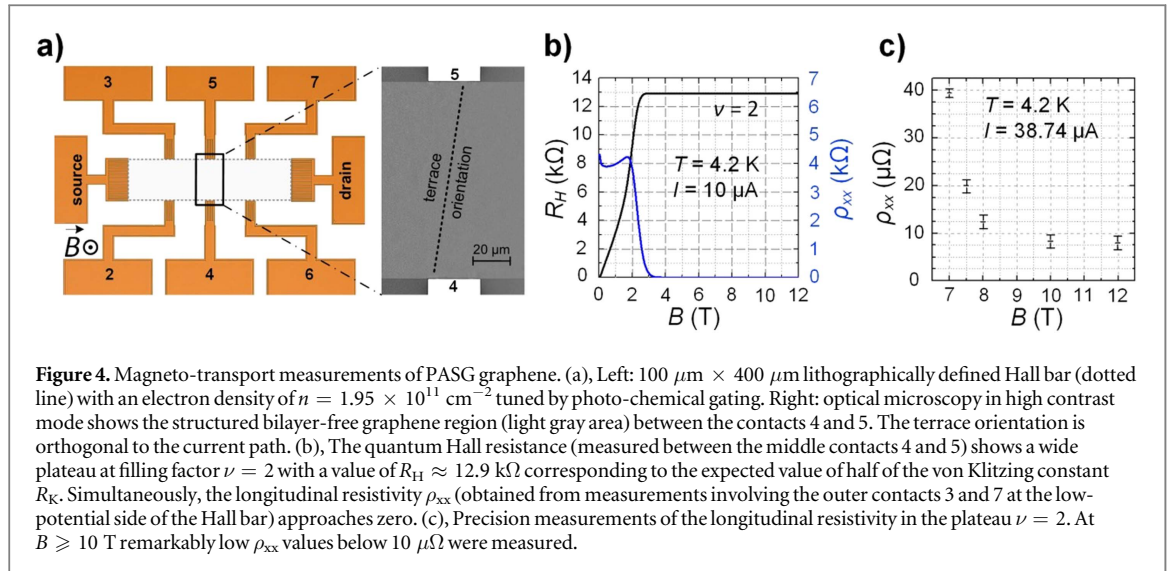 a)
3
5
7
source
drain
B
2
4
6
5
terrace
orientation
20 μm
4
b)
14
12
10
8
6
4
2
0
R_H (kΩ)
ν = 2
T = 4.2 K
I = 10 μA
7
6
5
4
3
2
1
0
ρ_xx (kΩ)
0 2 4 6 8 10 12
B (T)
c)
40
30
20
10
0
ρ_xx (μΩ)
T = 4.2 K
I = 38.74 μA
7 8 9 10 11 12
B (T)
Figure 4. Magneto-transport measurements of PASG graphene. (a), Left: 100 μm × 400 μm lithographically defined Hall bar (dotted
line) with an electron density of n = 1.95 × 10¹¹ cm⁻² tuned by photo-chemical gating. Right: optical microscopy in high contrast
mode shows the structured bilayer-free graphene region (light gray area) between the contacts 4 and 5. The terrace orientation is
orthogonal to the current path. (b), The quantum Hall resistance (measured between the middle contacts 4 and 5) shows a wide
plateau at filling factor ν = 2 with a value of R_H ≈ 12.9 kΩ corresponding to the expected value of half of the von Klitzing constant
R_K. Simultaneously, the longitudinal resistivity ρ_xx (obtained from measurements involving the outer contacts 3 and 7 at the low-
potential side of the Hall bar) approaches zero. (c), Precision measurements of the longitudinal resistivity in the plateau ν = 2. At
B ⩾ 10 T remarkably low ρ_xx values below 10 μΩ were measured.